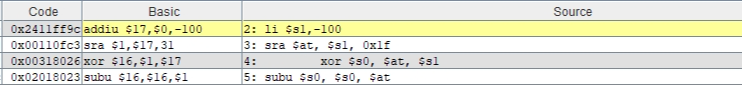 Code Basic Source
0x2411ff9c addiu $17,$0,-100 2: li $s1,-100
0x00110fc3 sra $1,$17,31 3: sra $at, $s1, 0x1f
0x00318026 xor $16,$1,$17 4: xor $s0, $at, $s1
0x02018023 subu $16,$16,$1 5: subu $s0, $s0, $at